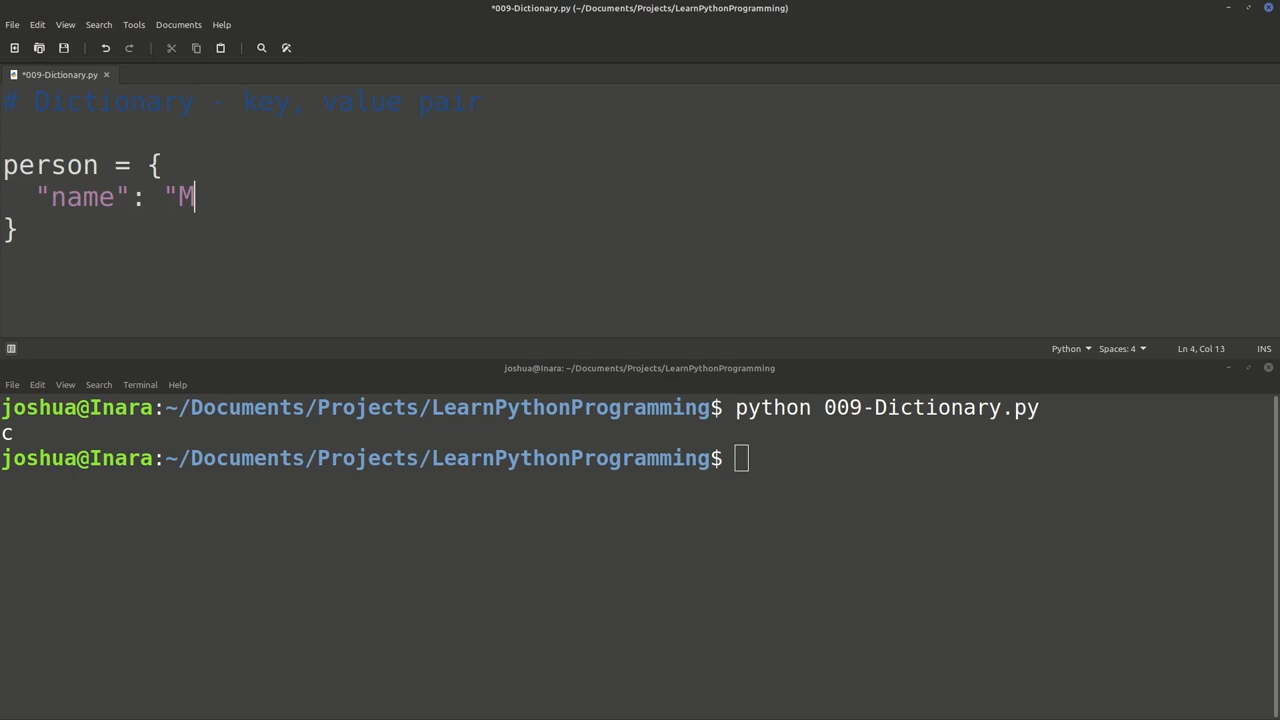 *009-Dictionary.py (~/Documents/Projects/LearnPythonProgramming)
File Edit View Search Tools Documents Help
*009-Dictionary.py
# Dictionary - key, value pair
person = {
"name": "M
}
Python Spaces: 4 Ln 4, Col 13 INS
joshua@Inara: ~/Documents/Projects/LearnPythonProgramming
File Edit View Search Terminal Help
joshua@Inara:~/Documents/Projects/LearnPythonProgramming$ python 009-Dictionary.py
c
joshua@Inara:~/Documents/Projects/LearnPythonProgramming$